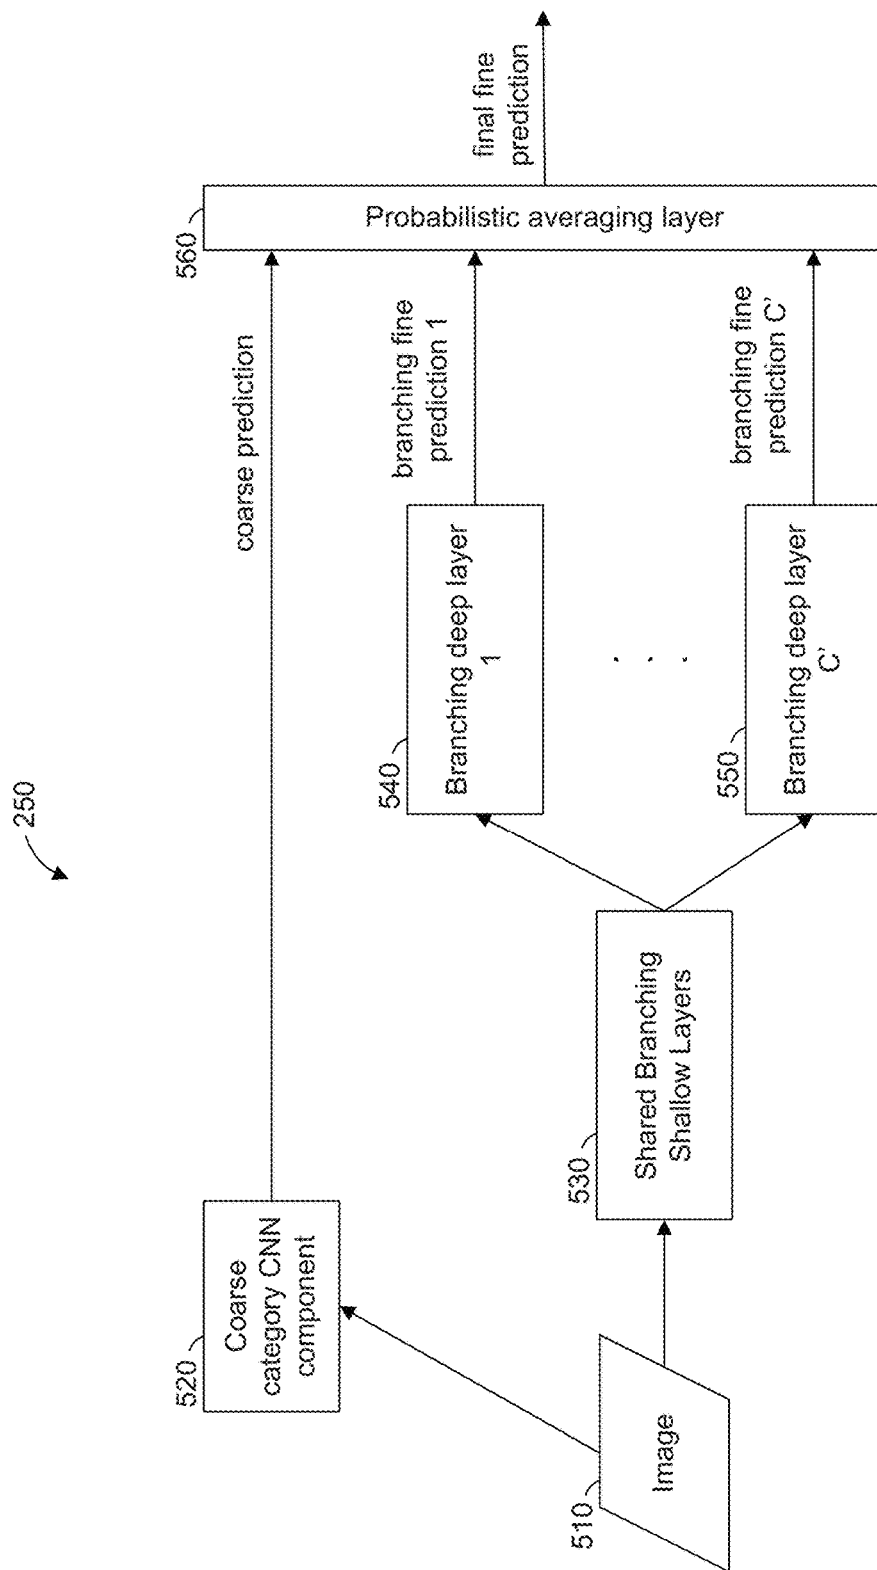 250
510
Image
520
Coarse
category CNN
component
coarse prediction
530
Shared Branching
Shallow Layers
540
Branching deep layer
1
branching fine
prediction 1
. . .
550
Branching deep layer
C'
branching fine
prediction C'
560
Probabilistic averaging layer
final fine
prediction